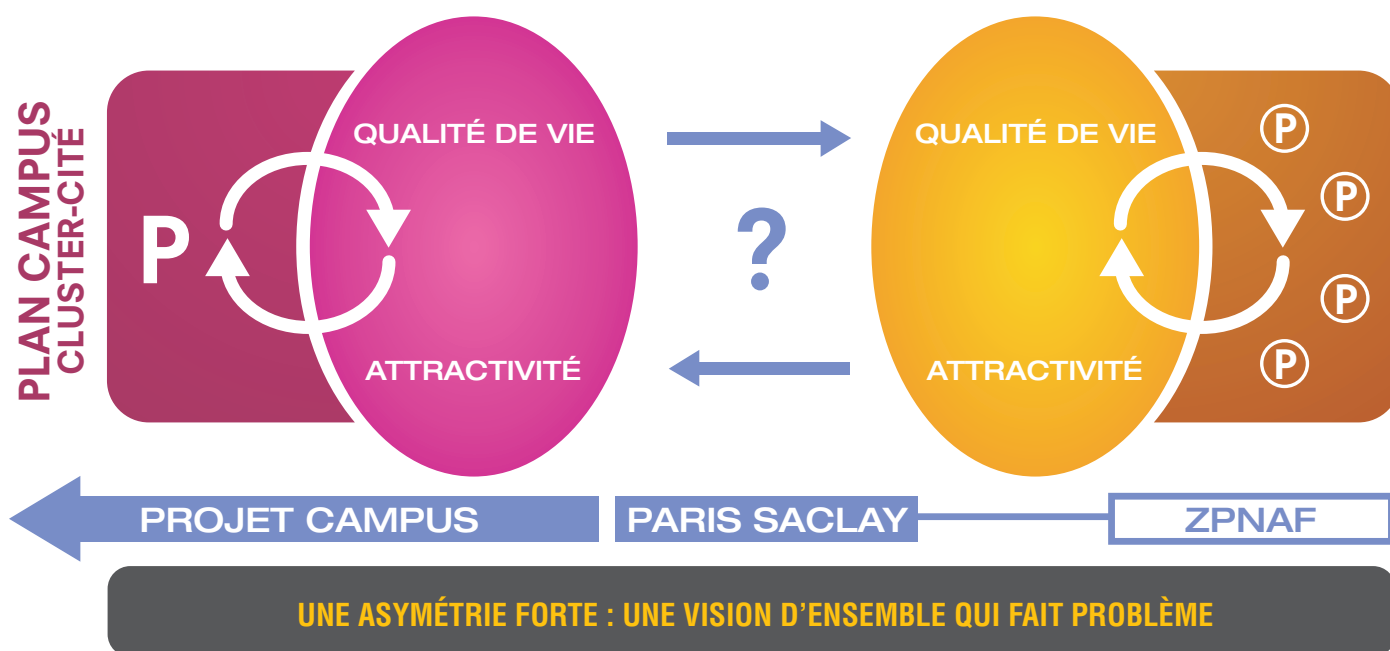 PLAN CAMPUS
CLUSTER-CITÉ
QUALITÉ DE VIE
P
ATTRACTIVITÉ
?
QUALITÉ DE VIE
ATTRACTIVITÉ
P
P
P
P
PROJET CAMPUS
PARIS SACLAY
ZPNAF
UNE ASYMÉTRIE FORTE : UNE VISION D’ENSEMBLE QUI FAIT PROBLÈME